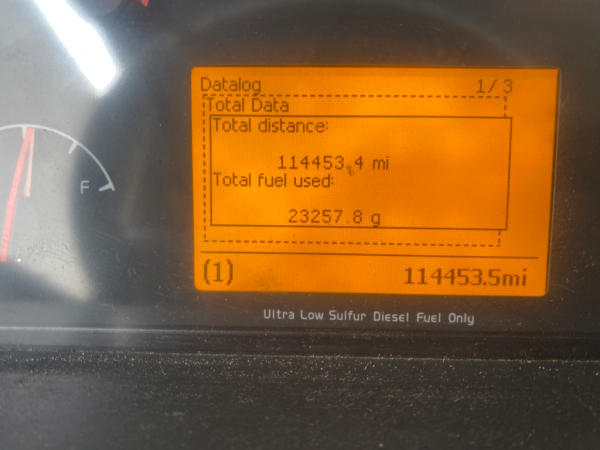 Datalog 1/3
Total Data
Total distance:
114453.4 mi
Total fuel used:
23257.8 g
(1) 114453.5mi
F
Ultra Low Sulfur Diesel Fuel Only